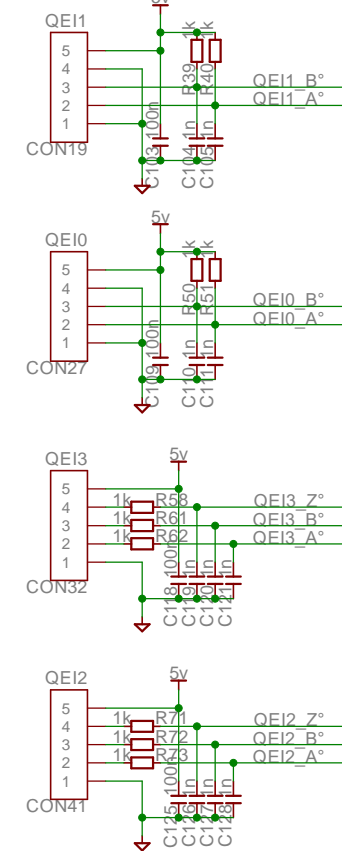 5v
QEI1
1k
1k
5
4
3
2
1
R39
R40
QEI1_B°
QEI1_A°
CON19
C103 100n
C104 1n
C105 1n
5v
QEI0
1k
1k
5
4
3
2
1
R50
R51
QEI0_B°
QEI0_A°
CON27
C109 100n
C110 1n
C111 1n
5v
QEI3
5
4
3
2
1
1k R58
1k R61
1k R62
QEI3_Z°
QEI3_B°
QEI3_A°
CON32
C118 100n
C119 1n
C120 1n
C121 1n
5v
QEI2
5
4
3
2
1
1k R71
1k R72
1k R73
QEI2_Z°
QEI2_B°
QEI2_A°
CON41
C125 100n
C126 1n
C127 1n
C128 1n